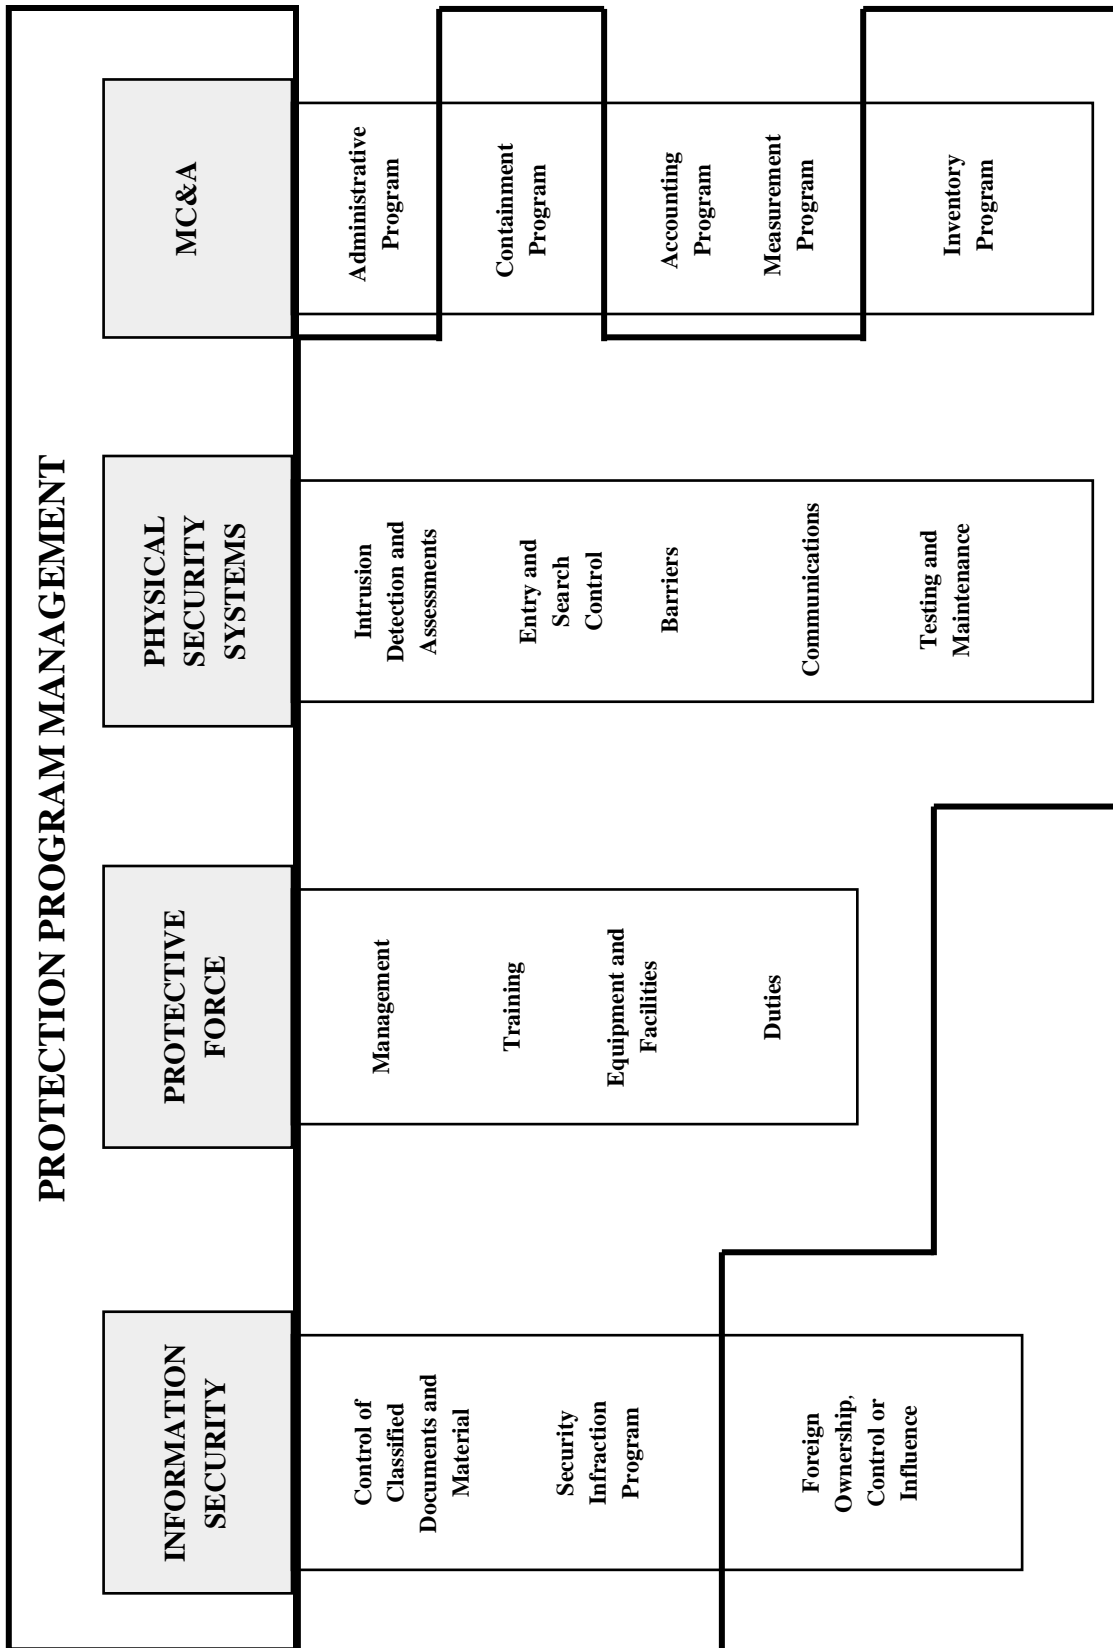 PROTECTION PROGRAM MANAGEMENT
INFORMATION
SECURITY
Control of
Classified
Documents and
Material
Security
Infraction
Program
Foreign
Ownership,
Control or
Influence
PROTECTIVE
FORCE
Management
Training
Equipment and
Facilities
Duties
PHYSICAL
SECURITY
SYSTEMS
Intrusion
Detection and
Assessments
Entry and
Search
Control
Barriers
Communications
Testing and
Maintenance
MC&A
Administrative
Program
Containment
Program
Accounting
Program
Measurement
Program
Inventory
Program